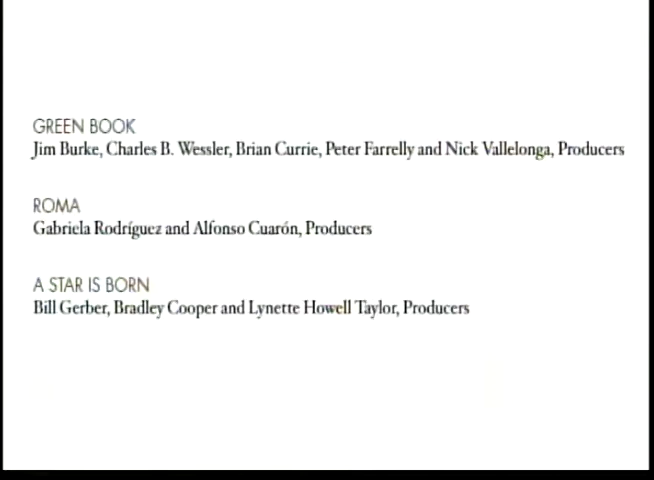 GREEN BOOK
Jim Burke, Charles B. Wessler, Brian Currie, Peter Farrelly and Nick Vallelonga, Producers
ROMA
Gabriela Rodríguez and Alfonso Cuarón, Producers
A STAR IS BORN
Bill Gerber, Bradley Cooper and Lynette Howell Taylor, Producers